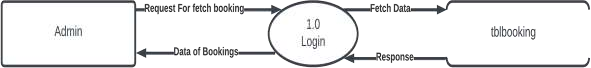 Request For fetch booking
Fetch Data
1.0
Admin
Login
tblbooking
Data of Bookings
Response